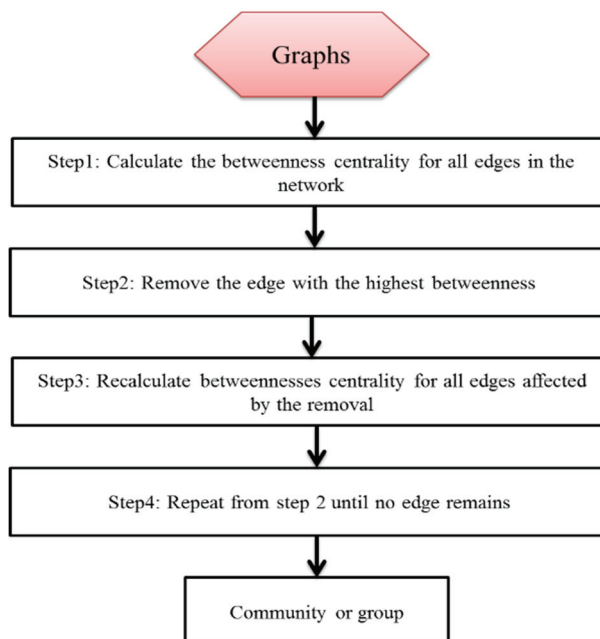 Graphs
Step1: Calculate the betweenness centrality for all edges in the
network
Step2: Remove the edge with the highest betweenness
Step3: Recalculate betweennesses centrality for all edges affected
by the removal
Step4: Repeat from step 2 until no edge remains
Community or group